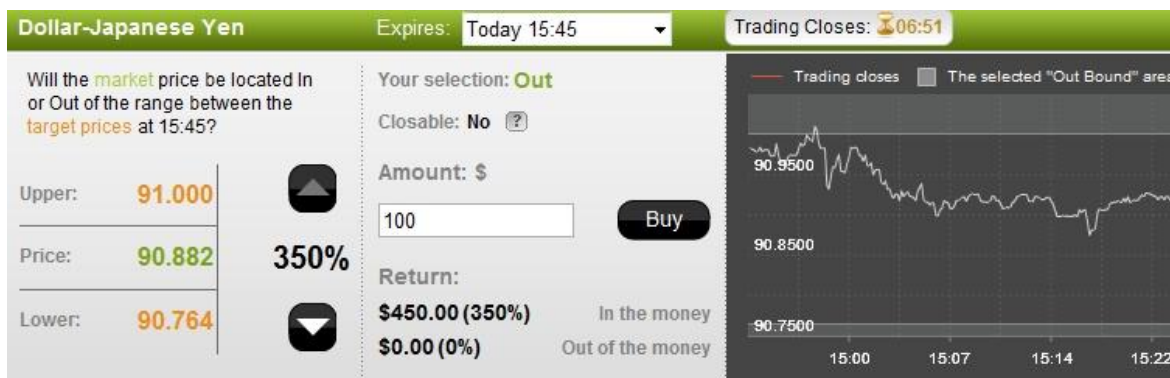 Dollar-Japanese Yen
Expires: Today 15:45
Trading Closes: 06:51
Will the market price be located In
or Out of the range between the
target prices at 15:45?
Upper: 91.000
Price: 90.882
Lower: 90.764
350%
Your selection: Out
Closable: No ?
Amount: $
100
Buy
Return:
$450.00 (350%) In the money
$0.00 (0%) Out of the money
Trading closes The selected "Out Bound" area
90.9500
90.8500
90.7500
15:00 15:07 15:14 15:22